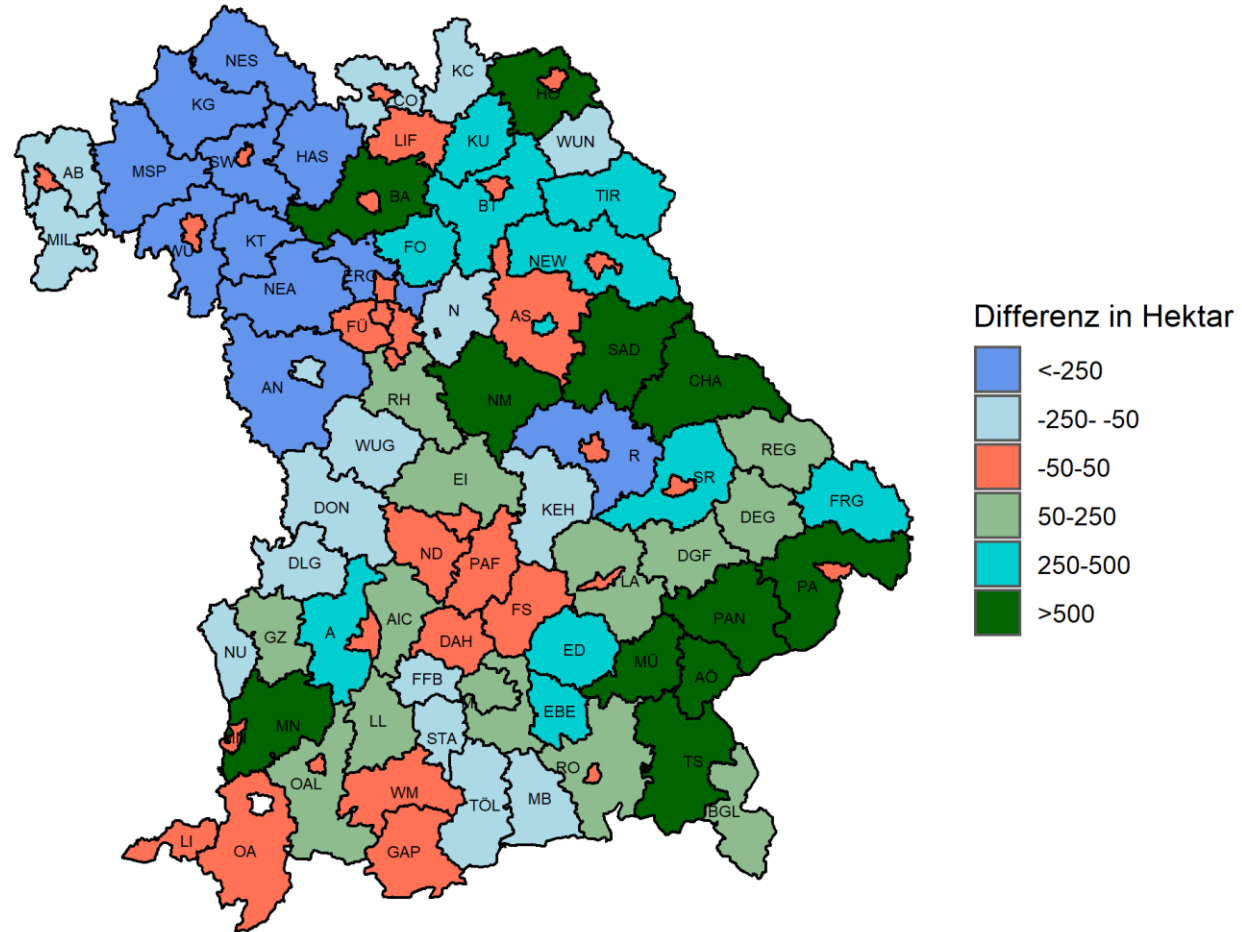 NES
KC
KG
CO
HO
LIF
KU
WUN
HAS
SW
MSP
AB
BA
BT
TIR
MIL
WÜ
KT
FO
NEW
ERC
NEA
N
AS
FÜ
SAD
CHA
AN
RH
NM
WUG
R
REG
EI
SR
FRG
DON
KEH
DEG
ND
DGF
DLG
PAF
LA
PA
FS
PAN
A
AIC
GZ
DAH
NU
ED
MÜ
AÖ
FFB
M
EBE
MN
LL
STA
MN
RO
TS
OAL
WM
TÖL
MB
BGL
LI
OA
GAP
Differenz in Hektar
<-250
-250- -50
-50-50
50-250
250-500
>500